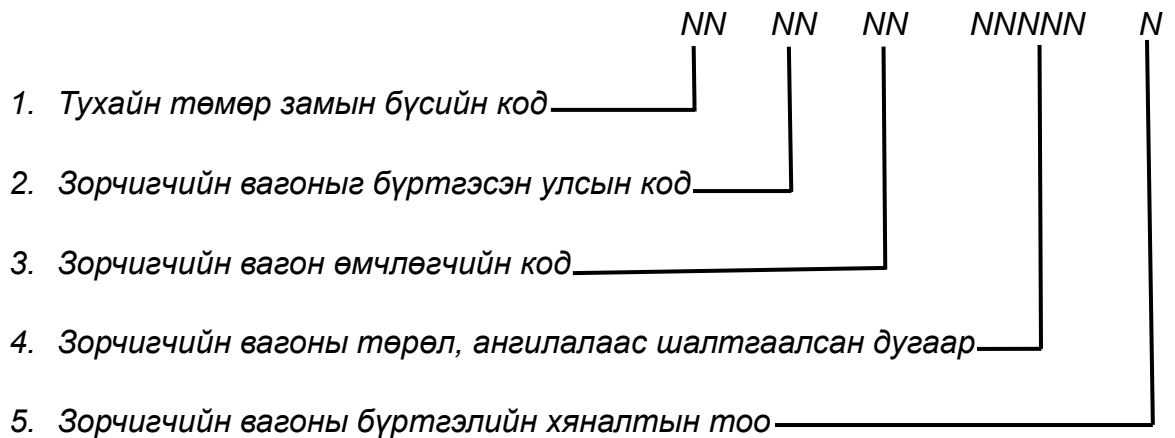 NN NN NN NNNNN N
1. Тухайн төмөр замын бүсийн код
2. Зорчигчийн вагоныг бүртгэсэн улсын код
3. Зорчигчийн вагон өмчлөгчийн код
4. Зорчигчийн вагоны төрөл, ангилалаас шалтгаалсан дугаар
5. Зорчигчийн вагоны бүртгэлийн хяналтын тоо